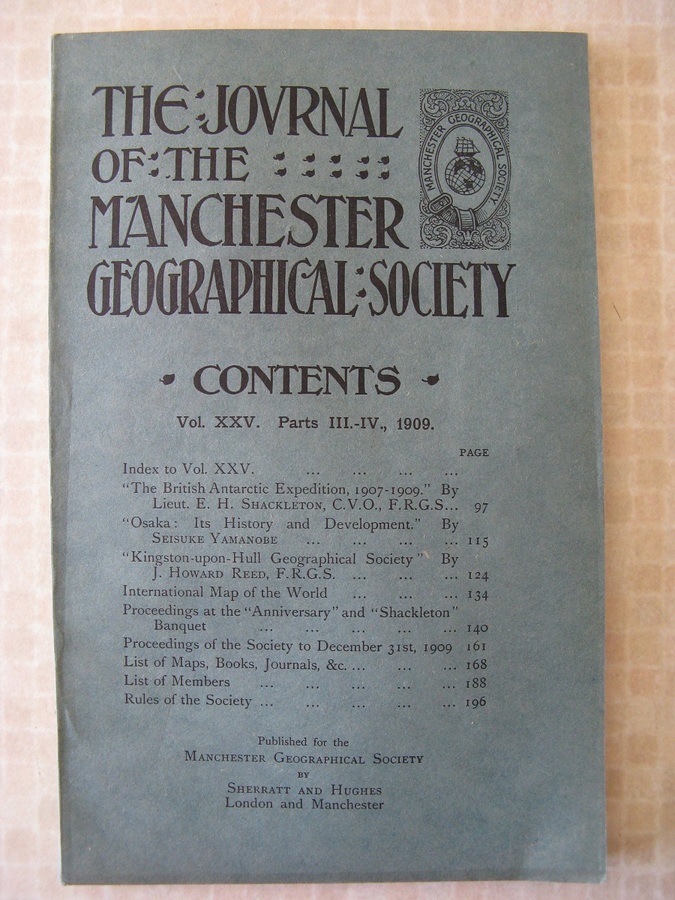 THE JOVRNAL
OF THE
MANCHESTER
GEOGRAPHICAL SOCIETY
MANCHESTER GEOGRAPHICAL SOCIETY
CONTENTS
Vol. XXV. Parts III.-IV., 1909.
PAGE
Index to Vol. XXV. ... ... ... ...
"The British Antarctic Expedition, 1907-1909." By
Lieut. E. H. SHACKLETON, C.V.O., F.R.G.S... 97
"Osaka: Its History and Development." By
SEISUKE YAMANOBE ... ... ... ... 115
"Kingston-upon-Hull Geographical Society" By
J. HOWARD REED, F.R.G.S. ... ... ... 124
International Map of the World ... ... ... 134
Proceedings at the "Anniversary" and "Shackleton"
Banquet ... ... ... ... ... 140
Proceedings of the Society to December 31st, 1909 161
List of Maps, Books, Journals, &c. ... ... ... 168
List of Members ... ... ... ... ... 188
Rules of the Society ... ... ... ... ... 196
Published for the
MANCHESTER GEOGRAPHICAL SOCIETY
BY
SHERRATT AND HUGHES
London and Manchester